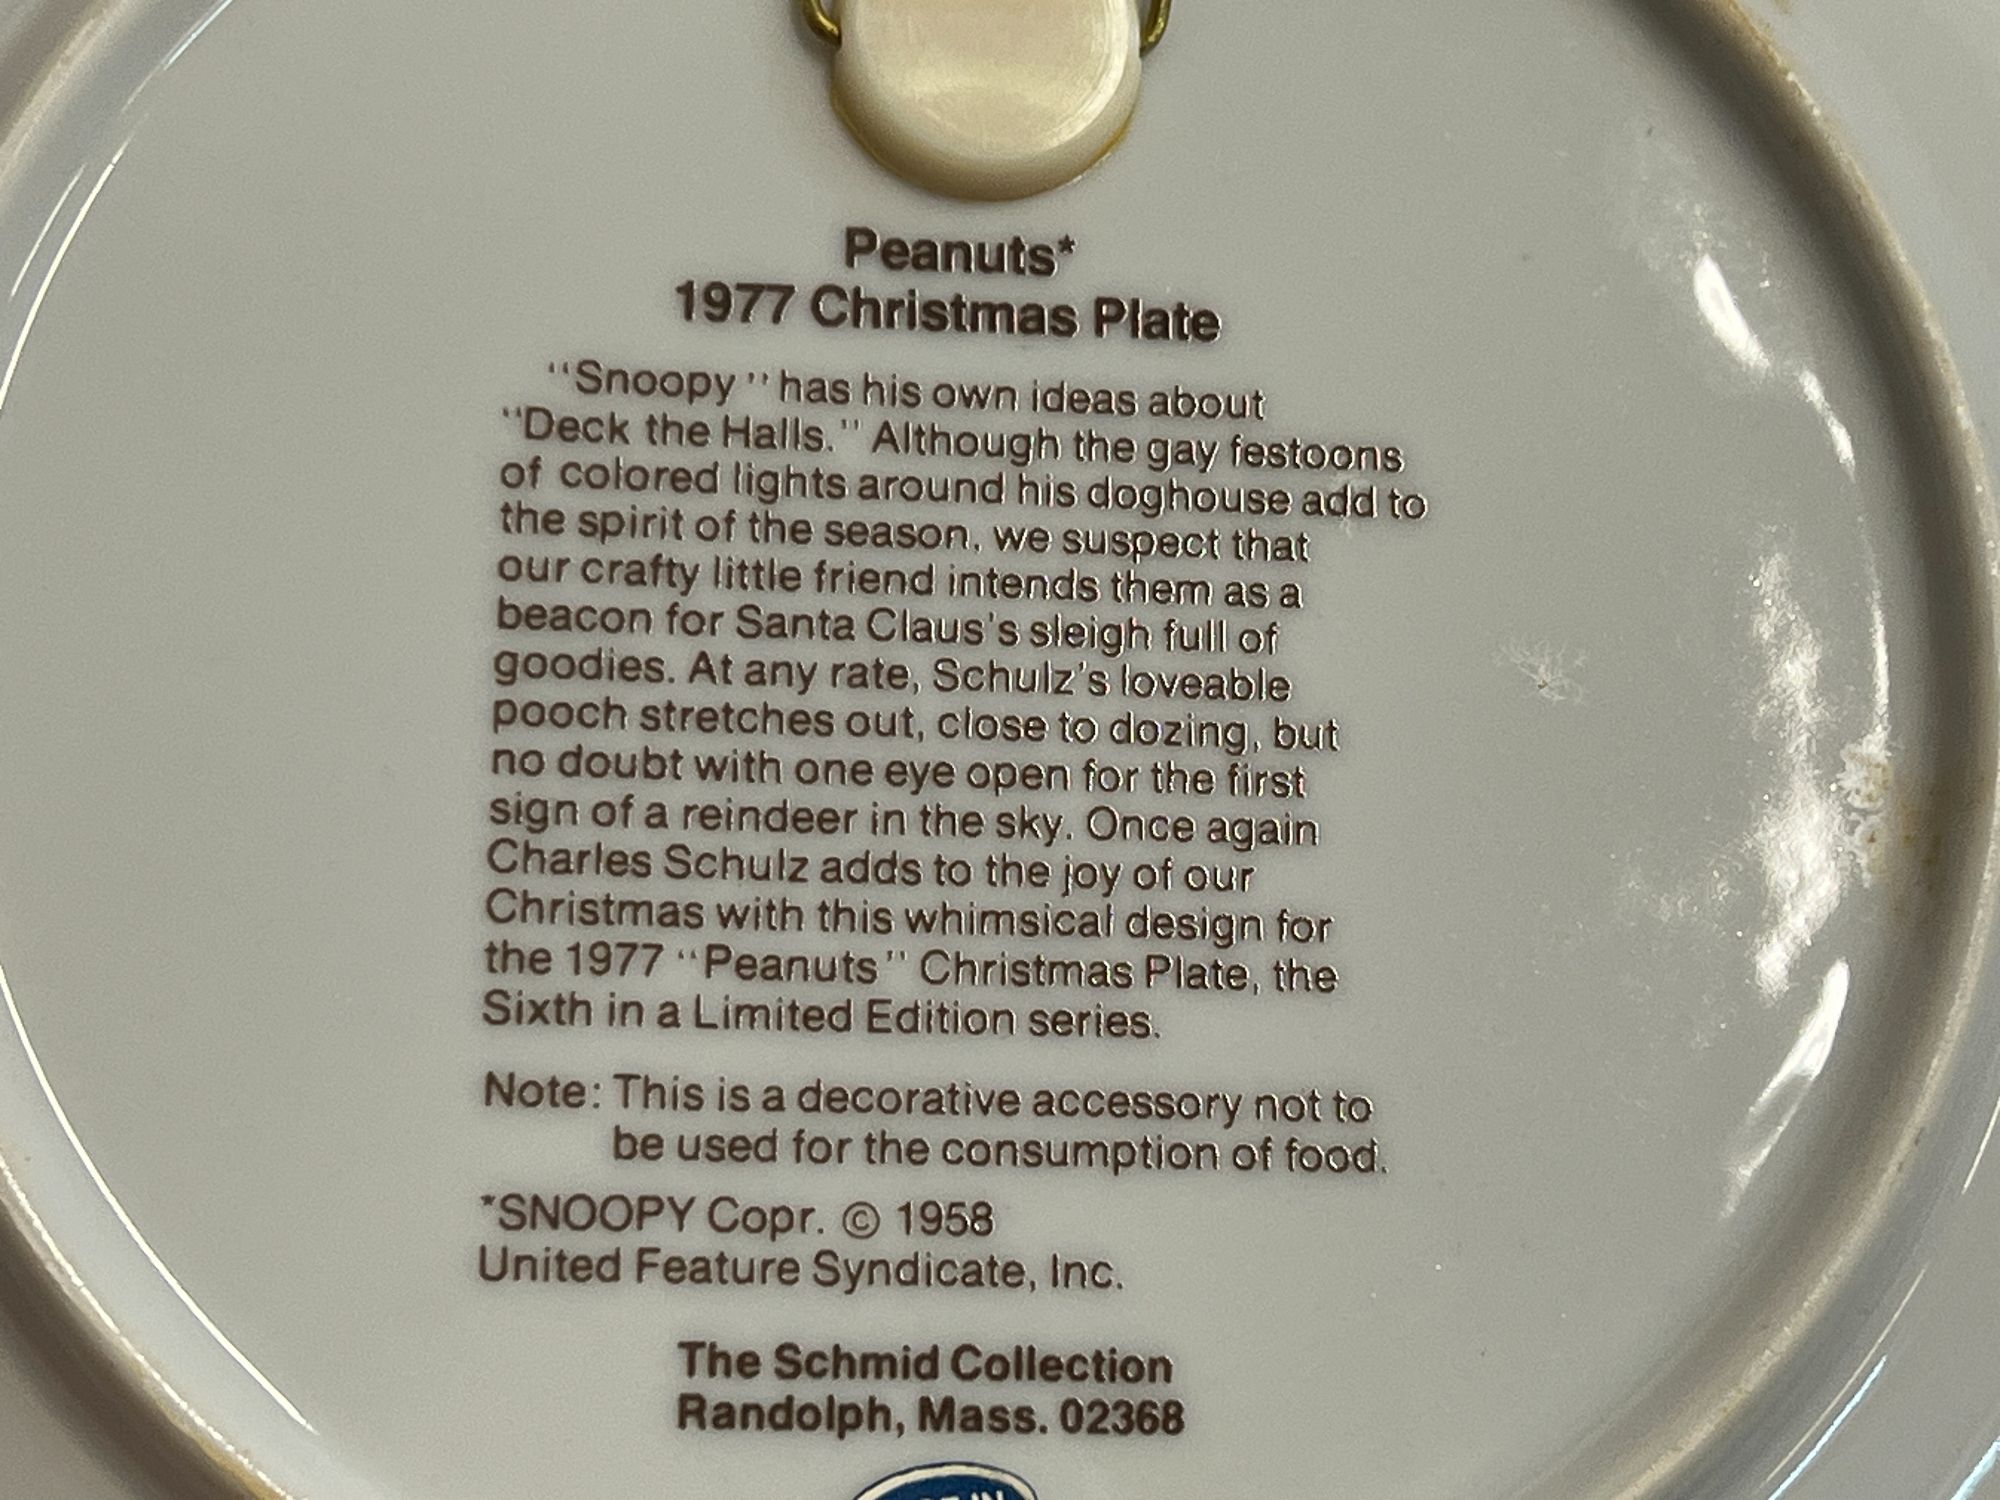 Peanuts*
1977 Christmas Plate
"Snoopy" has his own ideas about
"Deck the Halls." Although the gay festoons
of colored lights around his doghouse add to
the spirit of the season, we suspect that
our crafty little friend intends them as a
beacon for Santa Claus's sleigh full of
goodies. At any rate, Schulz's loveable
pooch stretches out, close to dozing, but
no doubt with one eye open for the first
sign of a reindeer in the sky. Once again
Charles Schulz adds to the joy of our
Christmas with this whimsical design for
the 1977 "Peanuts" Christmas Plate, the
Sixth in a Limited Edition series.
Note: This is a decorative accessory not to
be used for the consumption of food.
*SNOOPY Copr. © 1958
United Feature Syndicate, Inc.
The Schmid Collection
Randolph, Mass. 02368